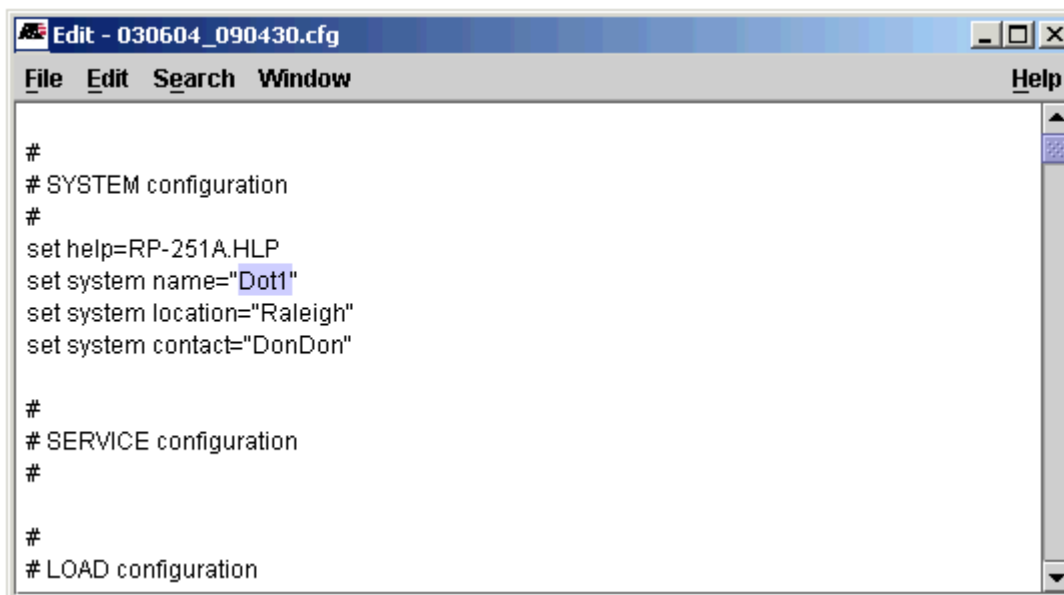 Edit - 030604_090430.cfg
File Edit Search Window Help
#
# SYSTEM configuration
#
set help=RP-251A.HLP
set system name="Dot1"
set system location="Raleigh"
set system contact="DonDon"
#
# SERVICE configuration
#
#
# LOAD configuration